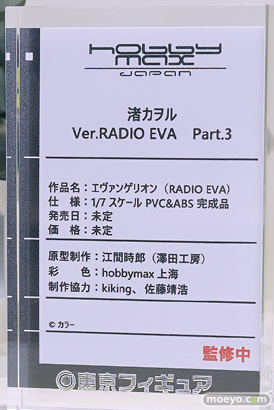 hobby
max
JAPAN
渚カヲル
Ver.RADIO EVA　Part.3
作品名：エヴァンゲリオン（RADIO EVA）
仕　様：1/7 スケール PVC&ABS 完成品
発売日：未定
価　格：未定
原型制作：江間時郎（澤田工房）
彩　　色：hobbymax 上海
制作協力：kiking、佐藤靖浩
© カラー
監修中
©東京フィギュア
moeyo.com